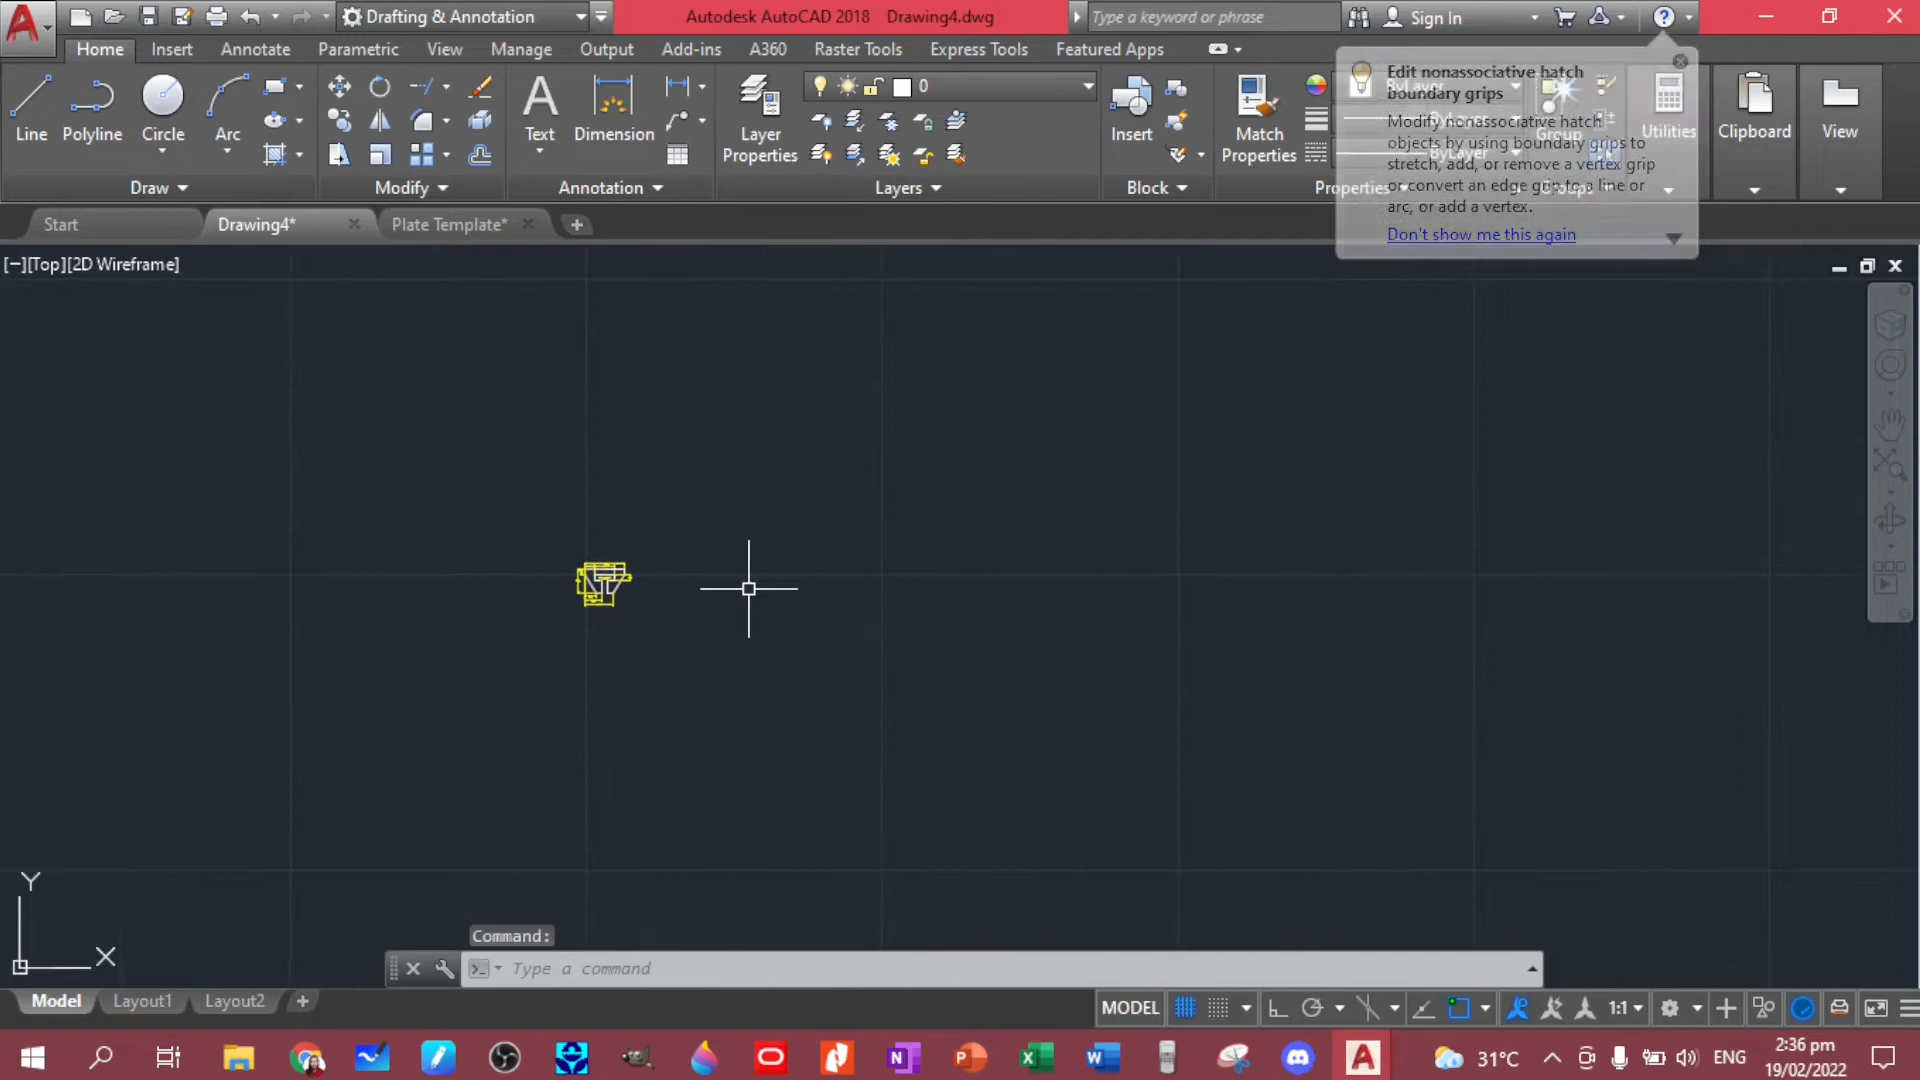 Drafting & Annotation
Autodesk AutoCAD 2018 Drawing4.dwg
Type a keyword or phrase
Sign In
Home Insert Annotate Parametric View Manage Output Add-ins A360 Raster Tools Express Tools Featured Apps
0
Line Polyline Circle Arc
Text Dimension
Layer
Properties
Insert
Match
Properties
Group
Utilities
Clipboard
View
ByLayer
Draw Modify Annotation Layers Block Properties Groups
Edit nonassociative hatch
boundary grips
Modify nonassociative hatch
objects by using boundary grips to
stretch, add, or remove a vertex grip
or convert an edge grip to a line or
arc, or add a vertex.
Don't show me this again
Start Drawing4* Plate Template*
[−][Top][2D Wireframe]
Y
X
Command:
Type a command
Model Layout1 Layout2
MODEL
1:1
31°C
ENG
2:36 pm
19/02/2022